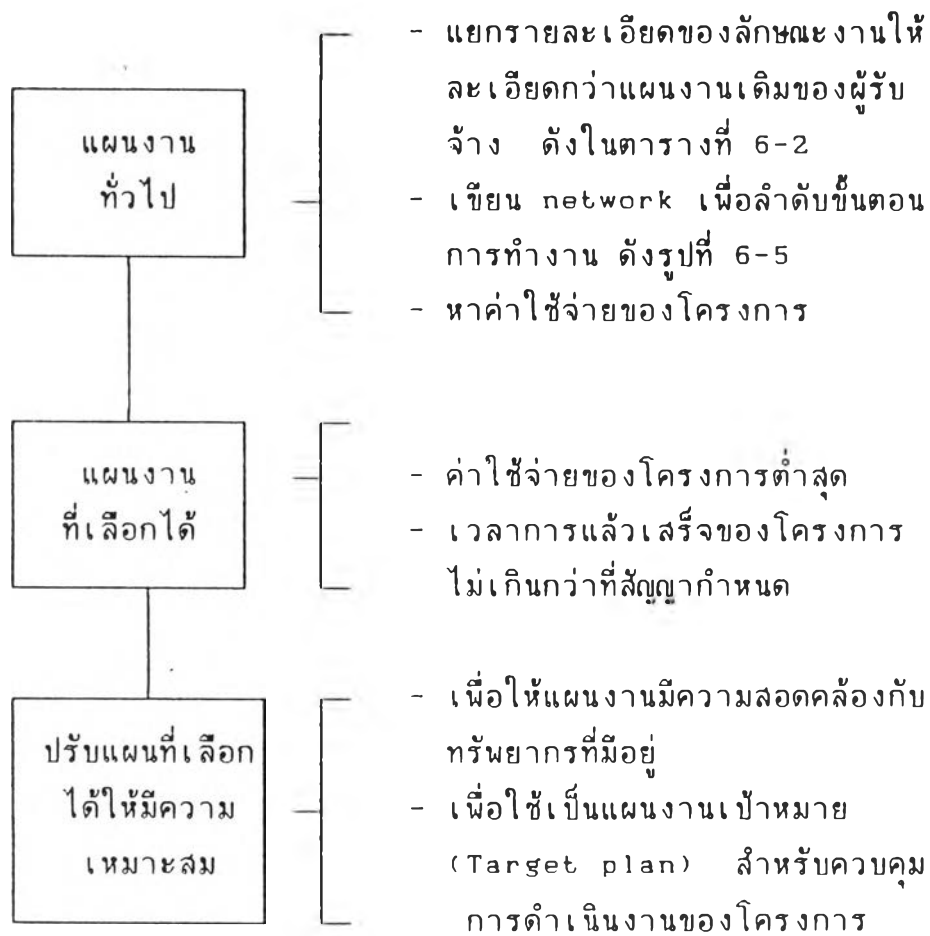 แผนงาน
ทั่วไป
- แยกรายละเอียดของลักษณะงานให้
ละเอียดกว่าแผนงานเดิมของผู้รับ
จ้าง ดังในตารางที่ 6-2
- เขียน network เพื่อลำดับขั้นตอน
การทำงาน ดังรูปที่ 6-5
- หาค่าใช้จ่ายของโครงการ
แผนงาน
ที่เลือกได้
- ค่าใช้จ่ายของโครงการต่ำสุด
- เวลาการแล้วเสร็จของโครงการ
ไม่เกินกว่าที่สัญญากำหนด
ปรับแผนที่เลือก
ได้ให้มีความ
เหมาะสม
- เพื่อให้แผนงานมีความสอดคล้องกับ
ทรัพยากรที่มีอยู่
- เพื่อใช้เป็นแผนงานเป้าหมาย
(Target plan) สำหรับควบคุม
การดำเนินงานของโครงการ